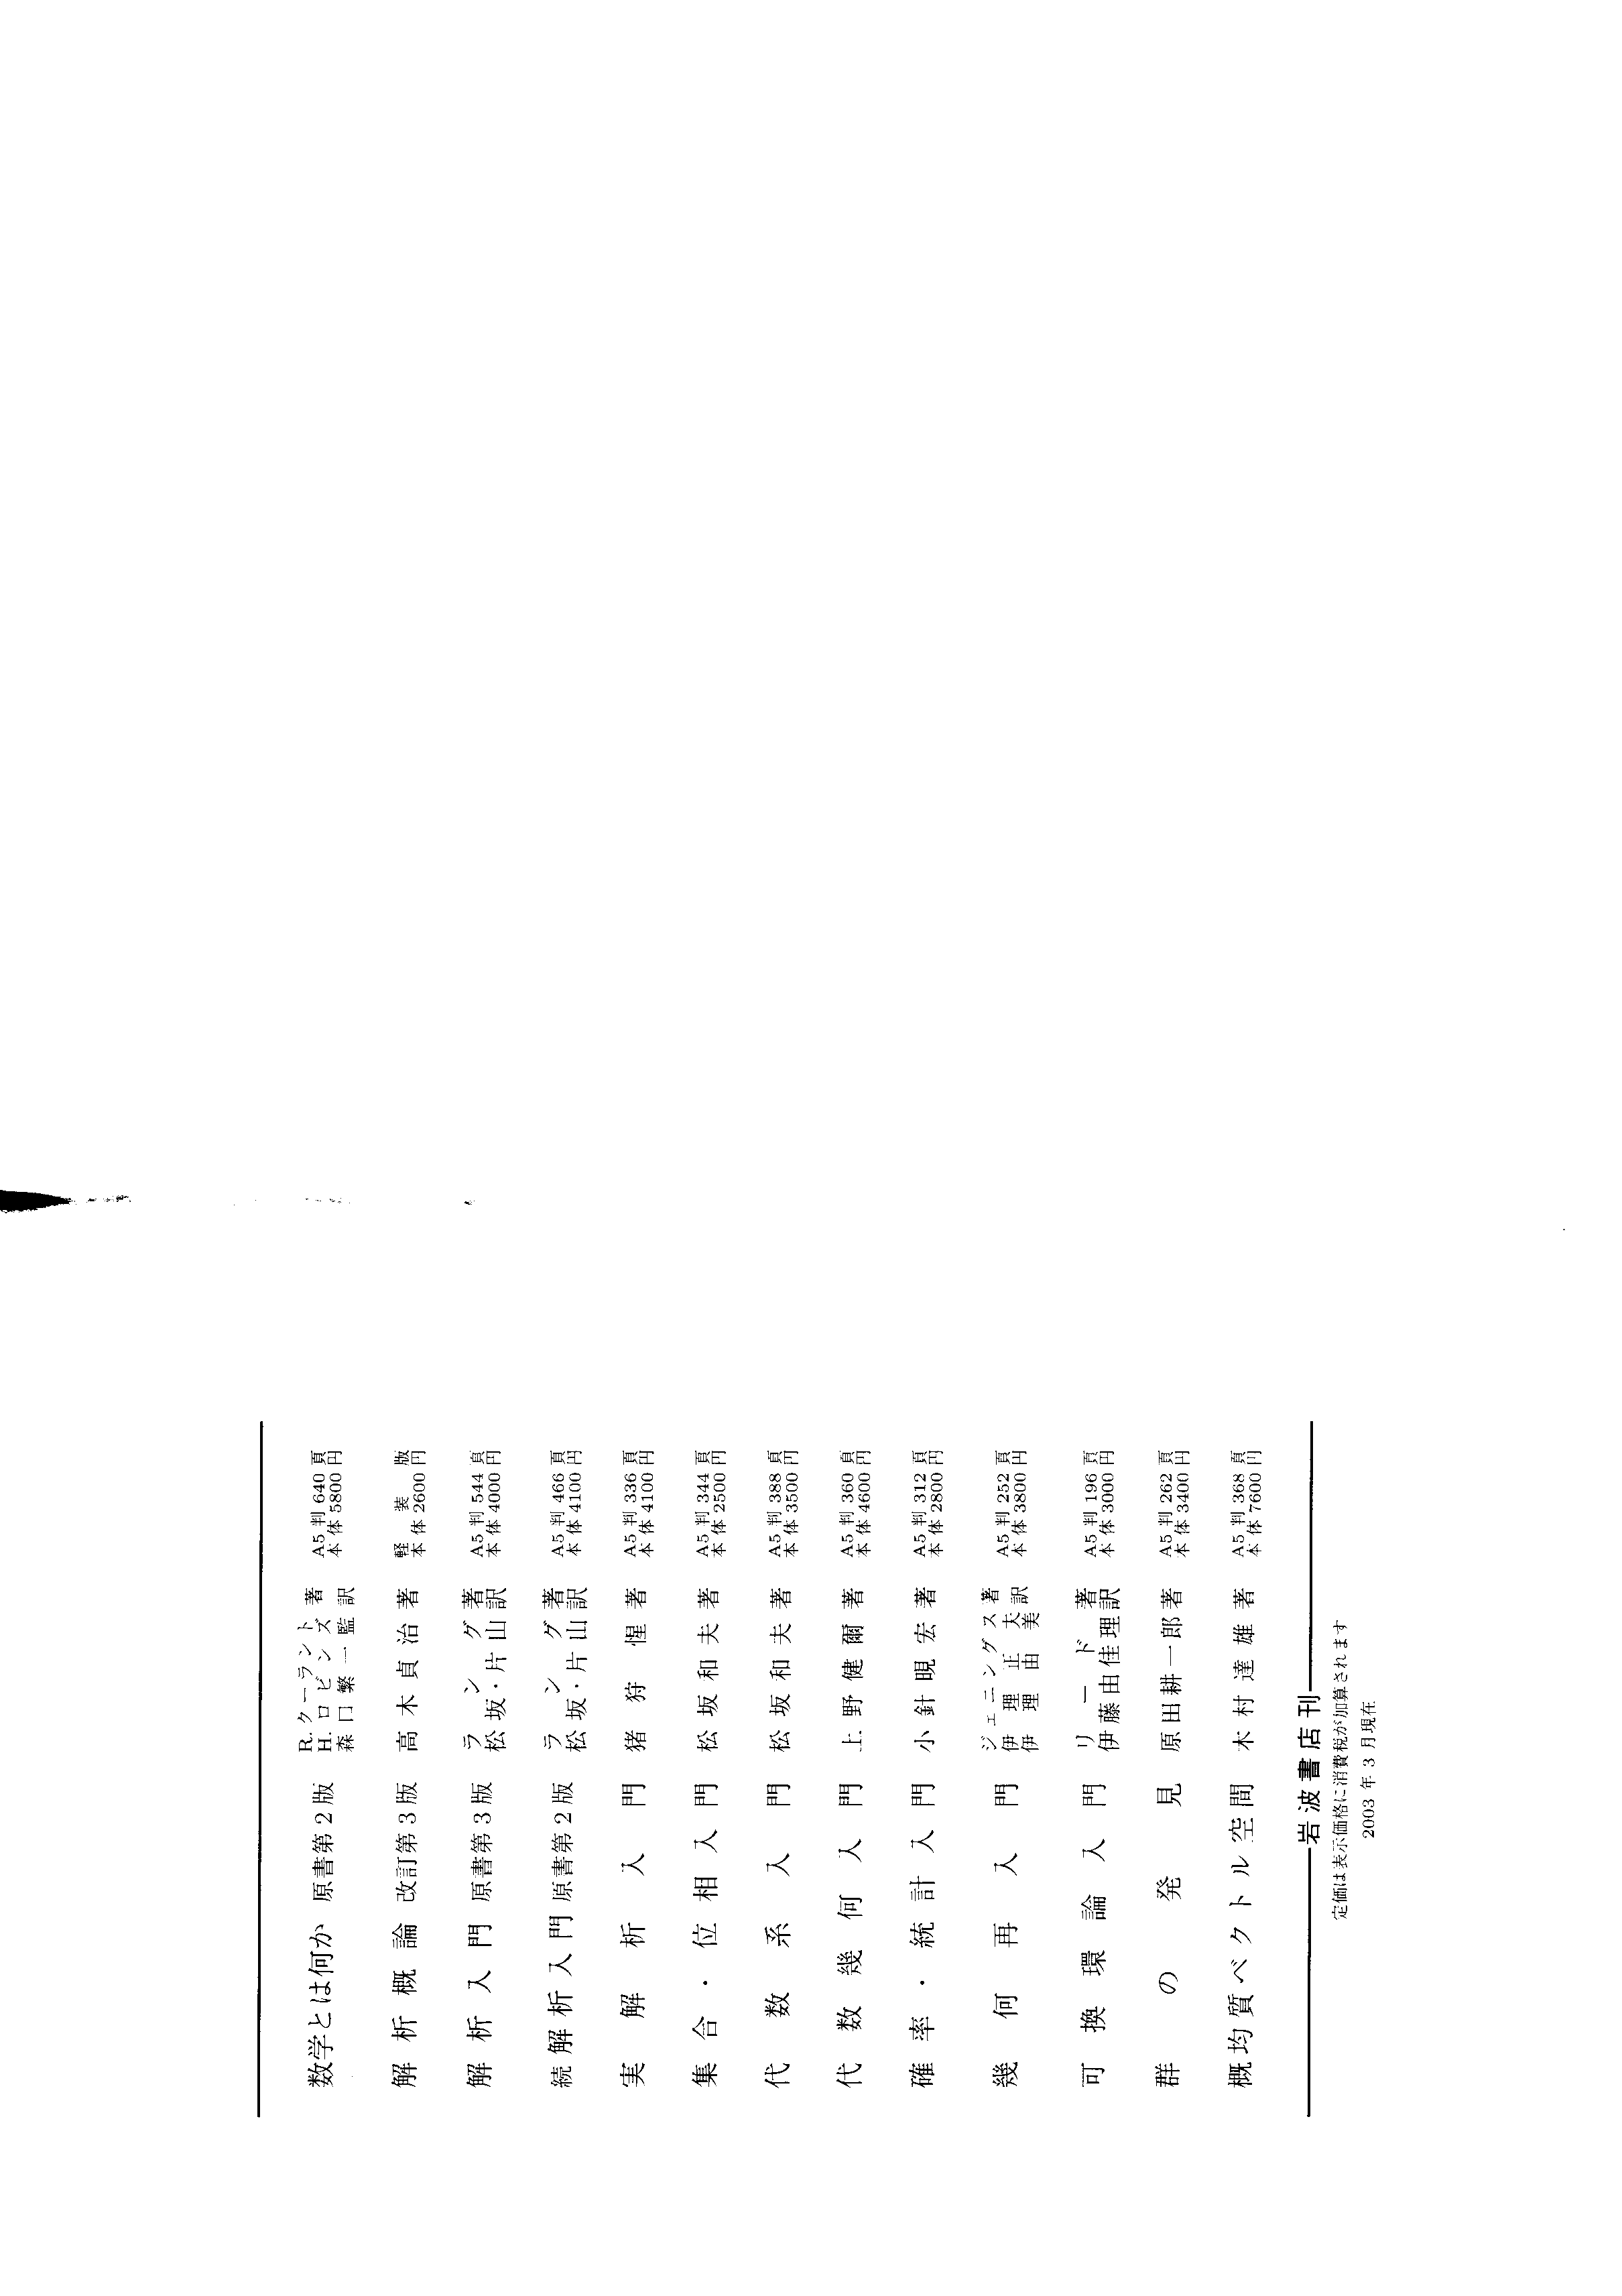 数学とは何か 原書第2版 R.クーラント H.ロビンズ 著 森口繁一監訳 A5判 640頁 本体 5800円
解析概論 改訂第3版 高木貞治著 軽装版 本体 2600円
解析入門 原書第3版 ラング著 松坂・片山訳 A5判 544頁 本体 4000円
続解析入門 原書第2版 ラング著 松坂・片山訳 A5判 466頁 本体 4100円
実解析入門 猪狩惺著 A5判 336頁 本体 4100円
集合・位相入門 松坂和夫著 A5判 344頁 本体 2500円
代数系入門 松坂和夫著 A5判 388頁 本体 3500円
代数幾何入門 上野健爾著 A5判 360頁 本体 4600円
確率・統計入門 小針晛宏著 A5判 312頁 本体 2800円
幾何再入門 ジェニングス著 伊理正夫 伊理由美 訳 A5判 252頁 本体 3800円
可換環論入門 リード著 伊藤由佳理訳 A5判 196頁 本体 3000円
群の発見 原田耕一郎著 A5判 262頁 本体 3400円
概均質ベクトル空間 木村達雄著 A5判 368頁 本体 7600円
岩波書店刊
定価は表示価格に消費税が加算されます
2003年3月現在